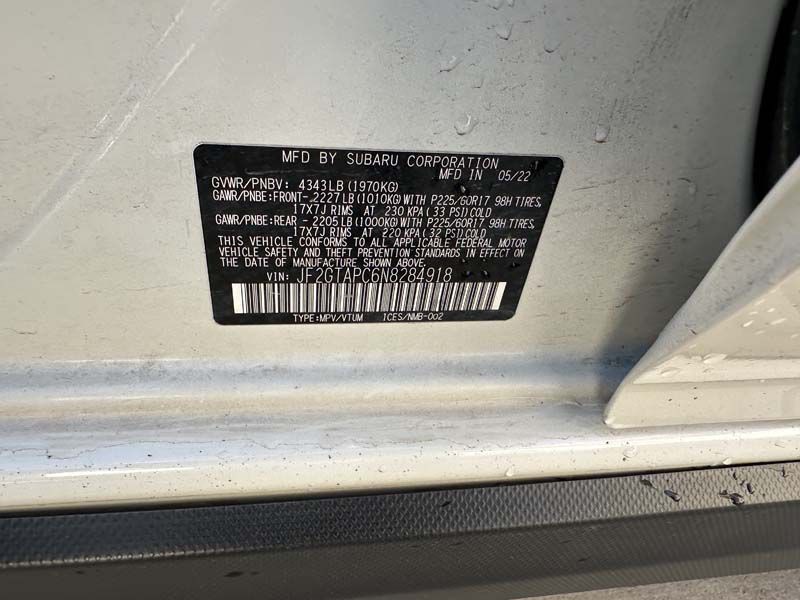 MFD BY SUBARU CORPORATION
MFD IN 05/22
GVWR/PNBV: 4343LB (1970KG)
GAWR/PNBE: FRONT- 2227 LB (1010KG) WITH P225/60R17 98H TIRES,
17X7J RIMS AT 230 KPA (33 PSI) COLD
GAWR/PNBE: REAR - 2205 LB (1000KG) WITH P225/60R17 98H TIRES,
17X7J RIMS AT 220 KPA (32 PSI) COLD
THIS VEHICLE CONFORMS TO ALL APPLICABLE FEDERAL MOTOR
VEHICLE SAFETY AND THEFT PREVENTION STANDARDS IN EFFECT ON
THE DATE OF MANUFACTURE SHOWN ABOVE.
VIN: JF2GTAPC6N8284918
TYPE: MPV/VTUM ICES/NMB-002